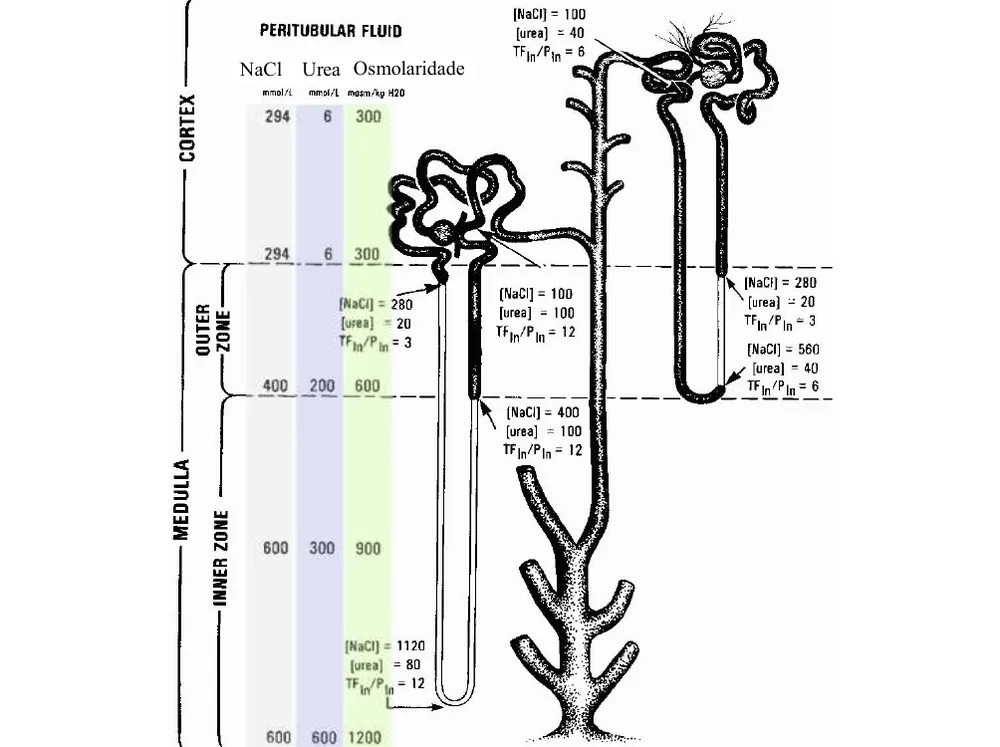 PERITUBULAR FLUID
NaCl Urea Osmolaridade
mmol/L mmol/L mosm/kg H2O
294 6 300
294 6 300
400 200 600
600 300 900
600 600 1200
CORTEX
MEDULLA
OUTER
ZONE
INNER ZONE
[NaCl] = 100
[urea] = 40
TFIn/PIn = 6
[NaCl] = 280
[urea] = 20
TFIn/PIn = 3
[NaCl] = 100
[urea] = 100
TFIn/PIn = 12
[NaCl] = 280
[urea] = 20
TFIn/PIn = 3
[NaCl] = 560
[urea] = 40
TFIn/PIn = 6
[NaCl] = 400
[urea] = 100
TFIn/PIn = 12
[NaCl] = 1120
[urea] = 80
TFIn/PIn = 12